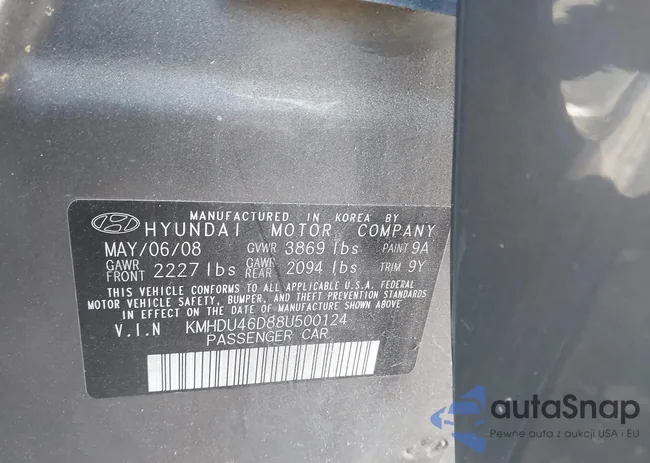 MANUFACTURED IN KOREA BY
HYUNDAI MOTOR COMPANY
MAY/06/08 GVWR 3869 lbs PAINT 9A
GAWR FRONT 2227 lbs GAWR REAR 2094 lbs TRIM 9Y
THIS VEHICLE CONFORMS TO ALL APPLICABLE U.S.A. FEDERAL
MOTOR VEHICLE SAFETY, BUMPER, AND THEFT PREVENTION STANDARDS
IN EFFECT ON THE DATE OF MANUFACTURE SHOWN ABOVE
V.I.N KMHDU46D88U500124
PASSENGER CAR
autaSnap
Pewne auta z aukcji USA i EU